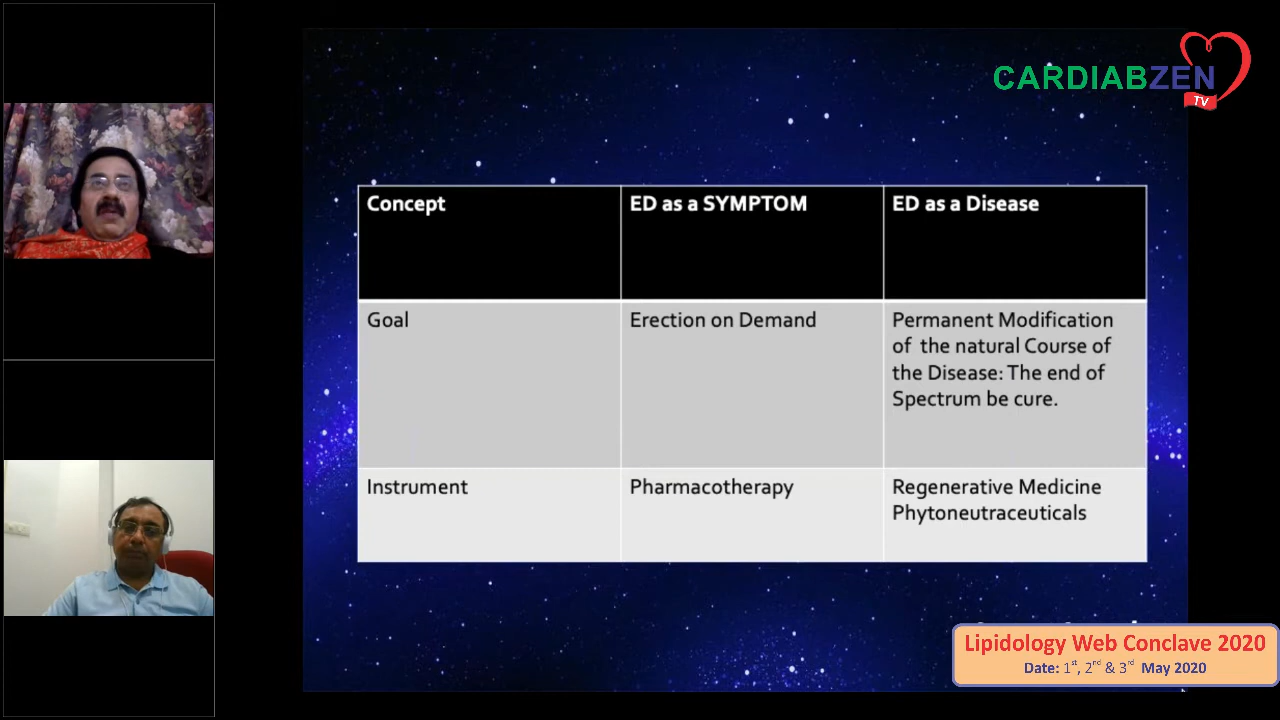 CARDIABZEN
TV
Concept
ED as a SYMPTOM
ED as a Disease
Goal
Erection on Demand
Permanent Modification
of the natural Course of
the Disease: The end of
Spectrum be cure.
Instrument
Pharmacotherapy
Regenerative Medicine
Phytoneutraceuticals
Lipidology Web Conclave 2020
Date: 1st, 2nd & 3rd May 2020